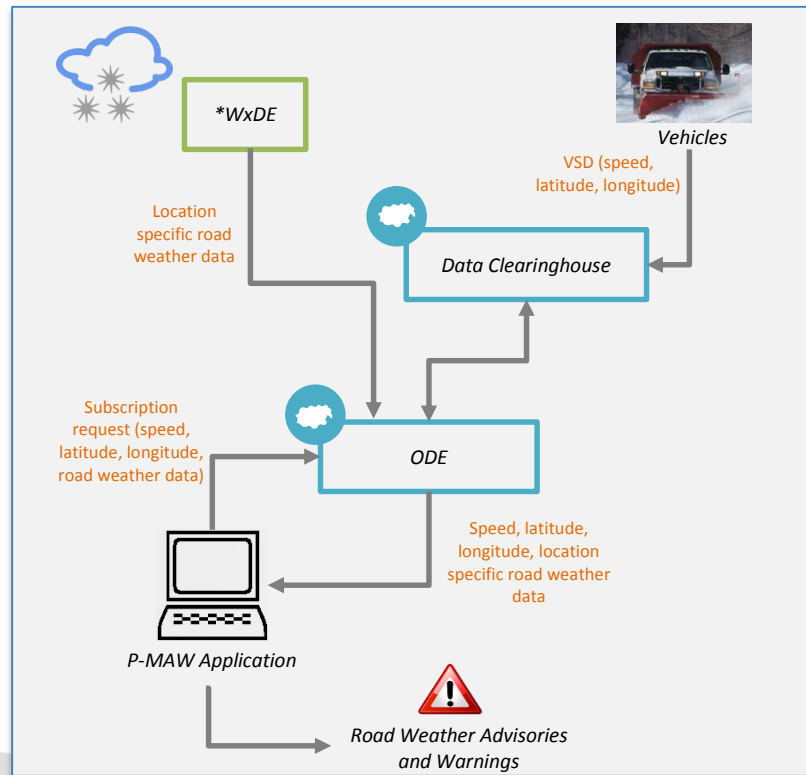 *WxDE
Vehicles
VSD (speed,
latitude, longitude)
Location
specific road
weather data
Data Clearinghouse
Subscription
request (speed,
latitude, longitude,
road weather data)
ODE
Speed, latitude,
longitude, location
specific road weather
data
P-MAW Application
Road Weather Advisories
and Warnings